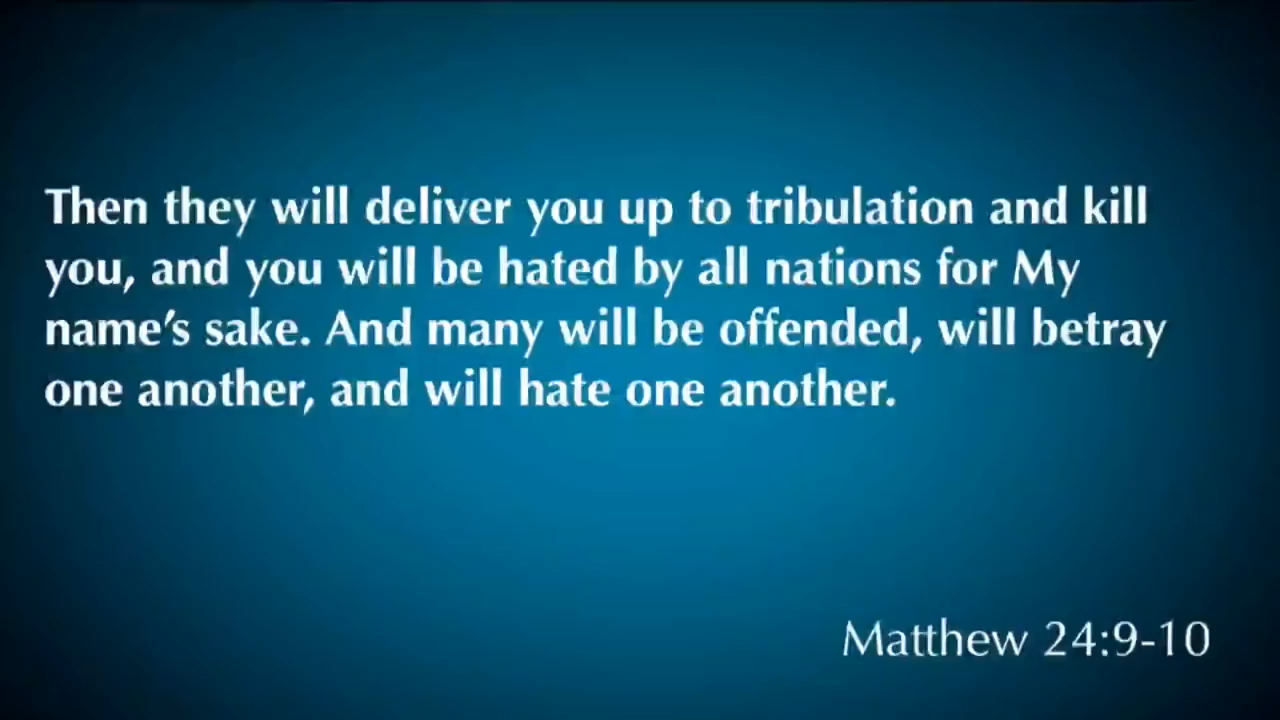 Then they will deliver you up to tribulation and kill
you, and you will be hated by all nations for My
name’s sake. And many will be offended, will betray
one another, and will hate one another.
Matthew 24:9-10